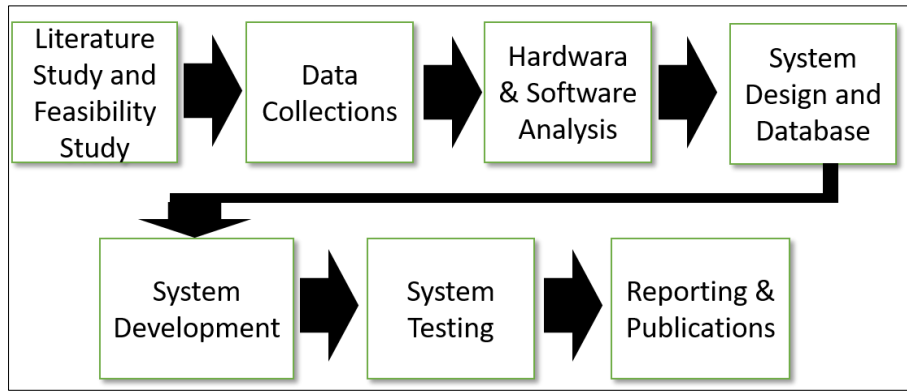 Literature
Study and
Feasibility
Study
Data
Collections
Hardwara
& Software
Analysis
System
Design and
Database
System
Development
System
Testing
Reporting &
Publications